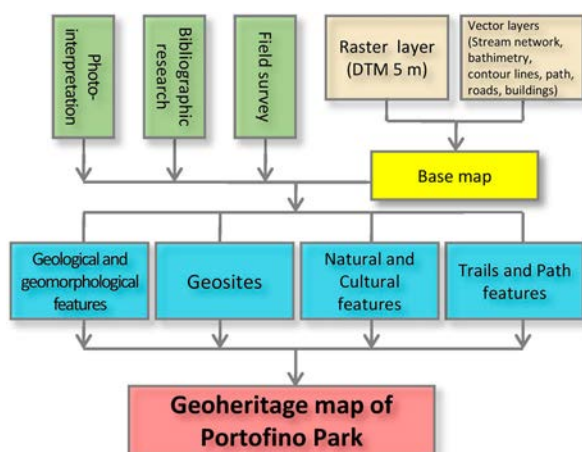 Photo-
interpretation
Bibliographic
research
Field survey
Raster layer
(DTM 5 m)
Vector layers
(Stream network,
bathimetry,
contour lines, path,
roads, buildings)
Base map
Geological and
geomorphological
features
Geosites
Natural and
Cultural
features
Trails and Path
features
Geoheritage map of
Portofino Park